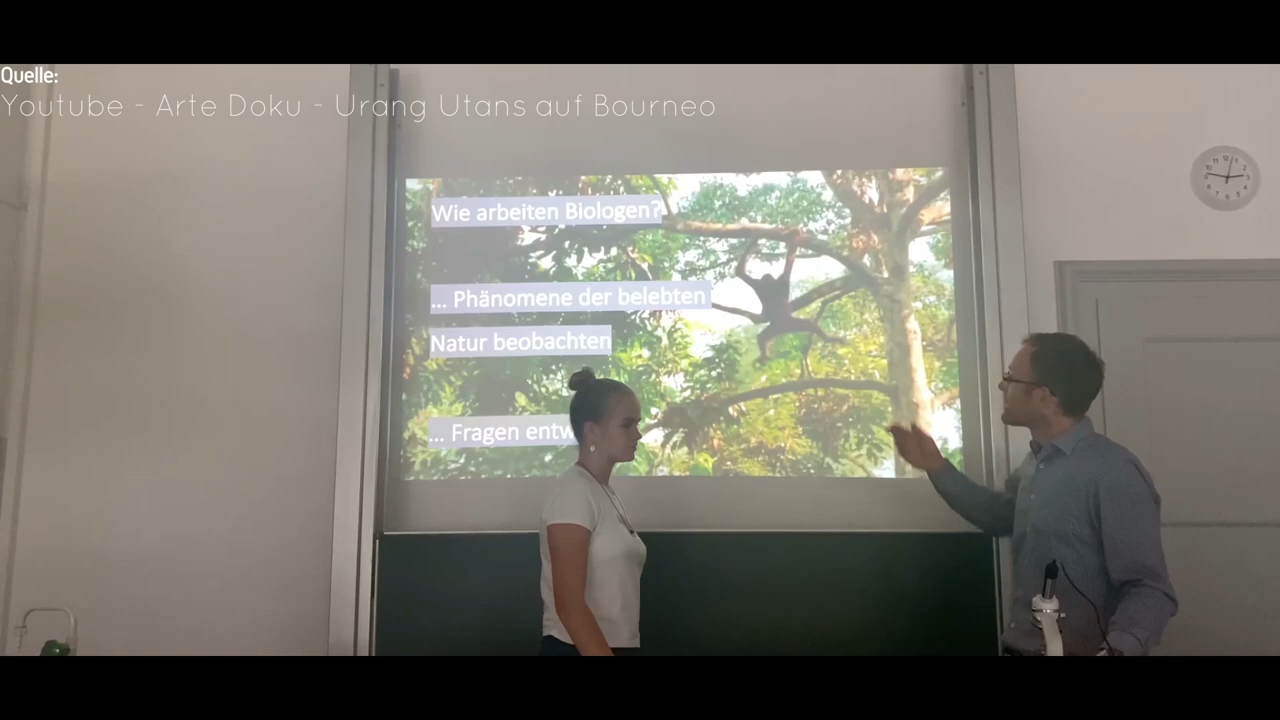 Quelle:
Youtube - Arte Doku - Urang Utans auf Bourneo
Wie arbeiten Biologen?
... Phänomene der belebten
Natur beobachten
... Fragen entw